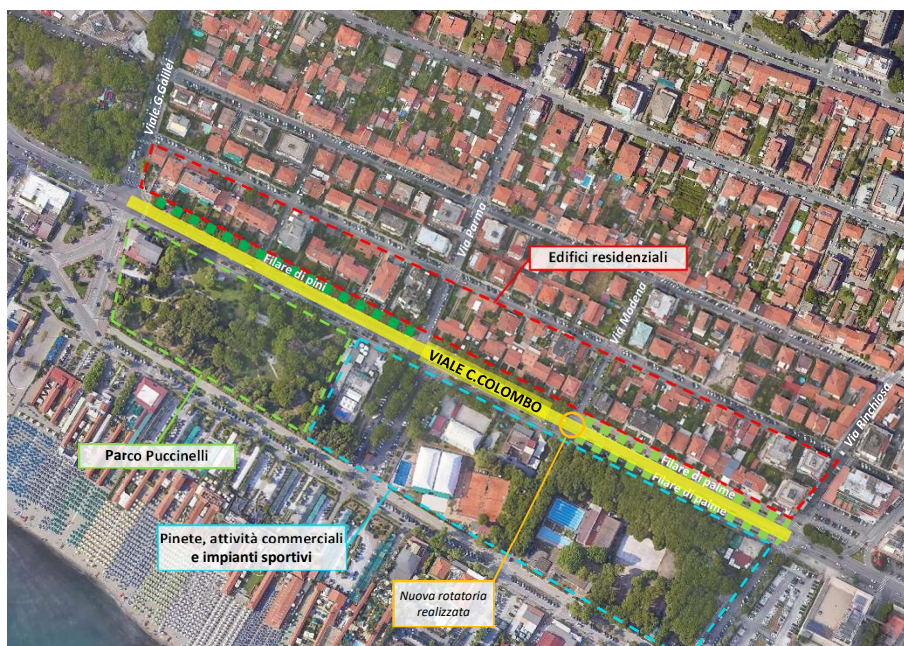 Viale G.Galilei
Via Parma
Edifici residenziali
Filare di pini
Via Modena
VIALE C.COLOMBO
Via Rinchiosa
Parco Puccinelli
Filare di palme
Filare di palme
Pinete, attività commerciali
e impianti sportivi
Nuova rotatoria
realizzata